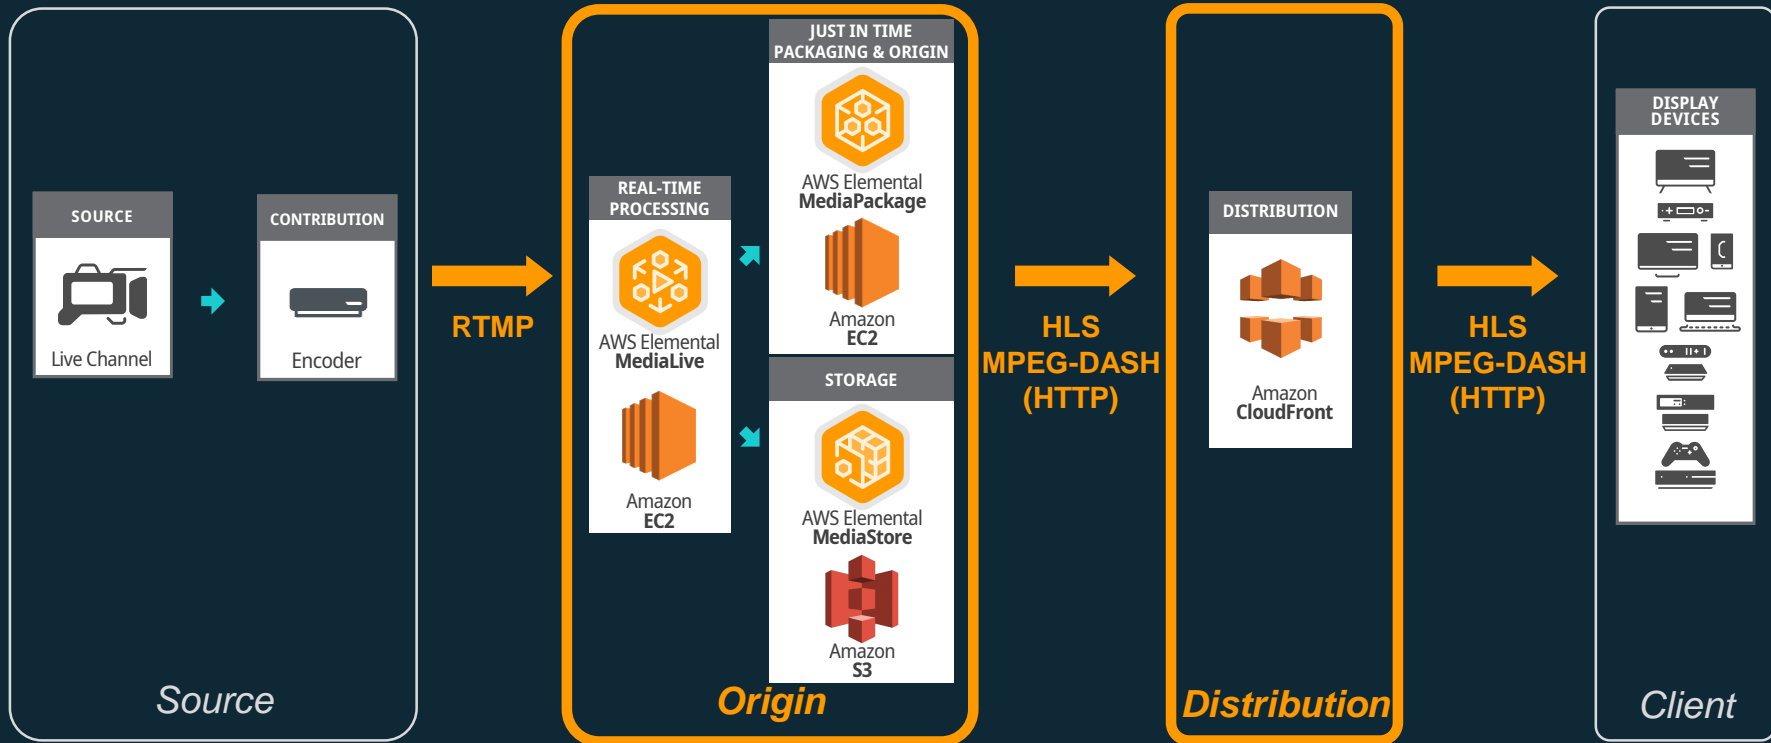 SOURCE
Live Channel
CONTRIBUTION
Encoder
Source
RTMP
REAL-TIME
PROCESSING
AWS Elemental
MediaLive
Amazon
EC2
JUST IN TIME
PACKAGING & ORIGIN
AWS Elemental
MediaPackage
Amazon
EC2
STORAGE
AWS Elemental
MediaStore
Amazon
S3
Origin
HLS
MPEG-DASH
(HTTP)
DISTRIBUTION
Amazon
CloudFront
Distribution
HLS
MPEG-DASH
(HTTP)
DISPLAY
DEVICES
Client